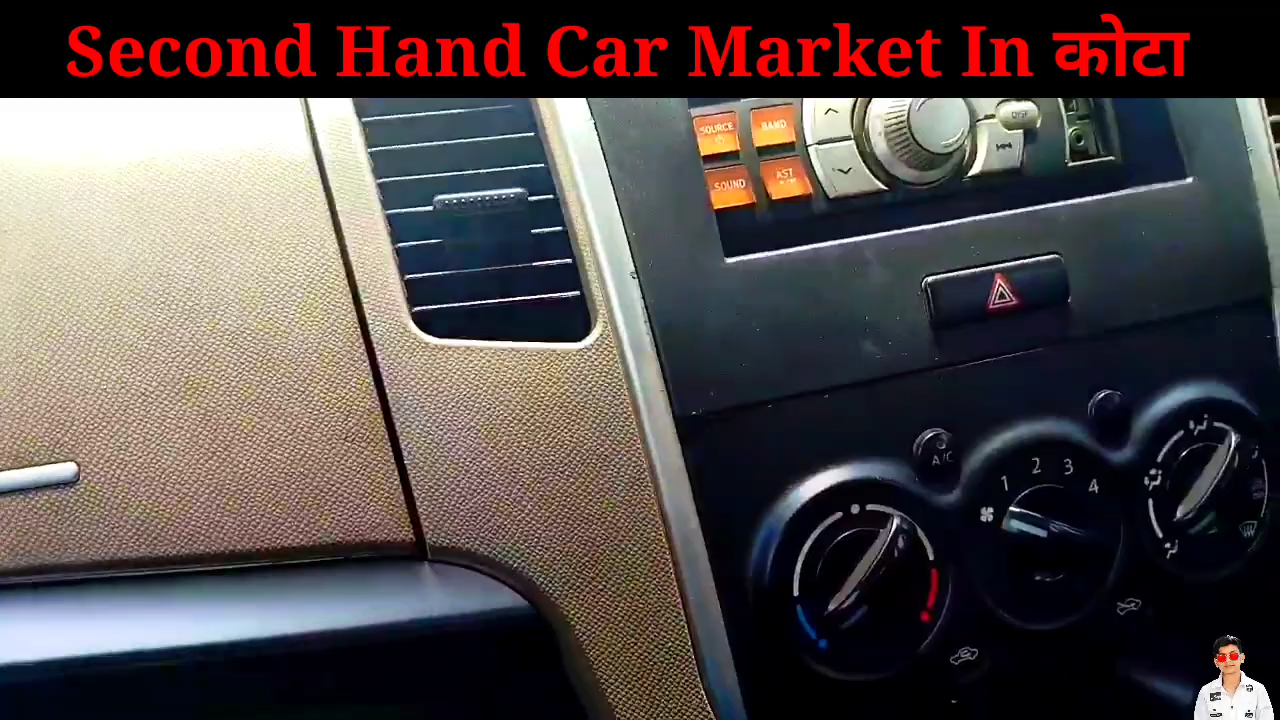 Second Hand Car Market In कोटा
SOURCE
BAND
DISP
SOUND
AST
A/C
1 2 3 4